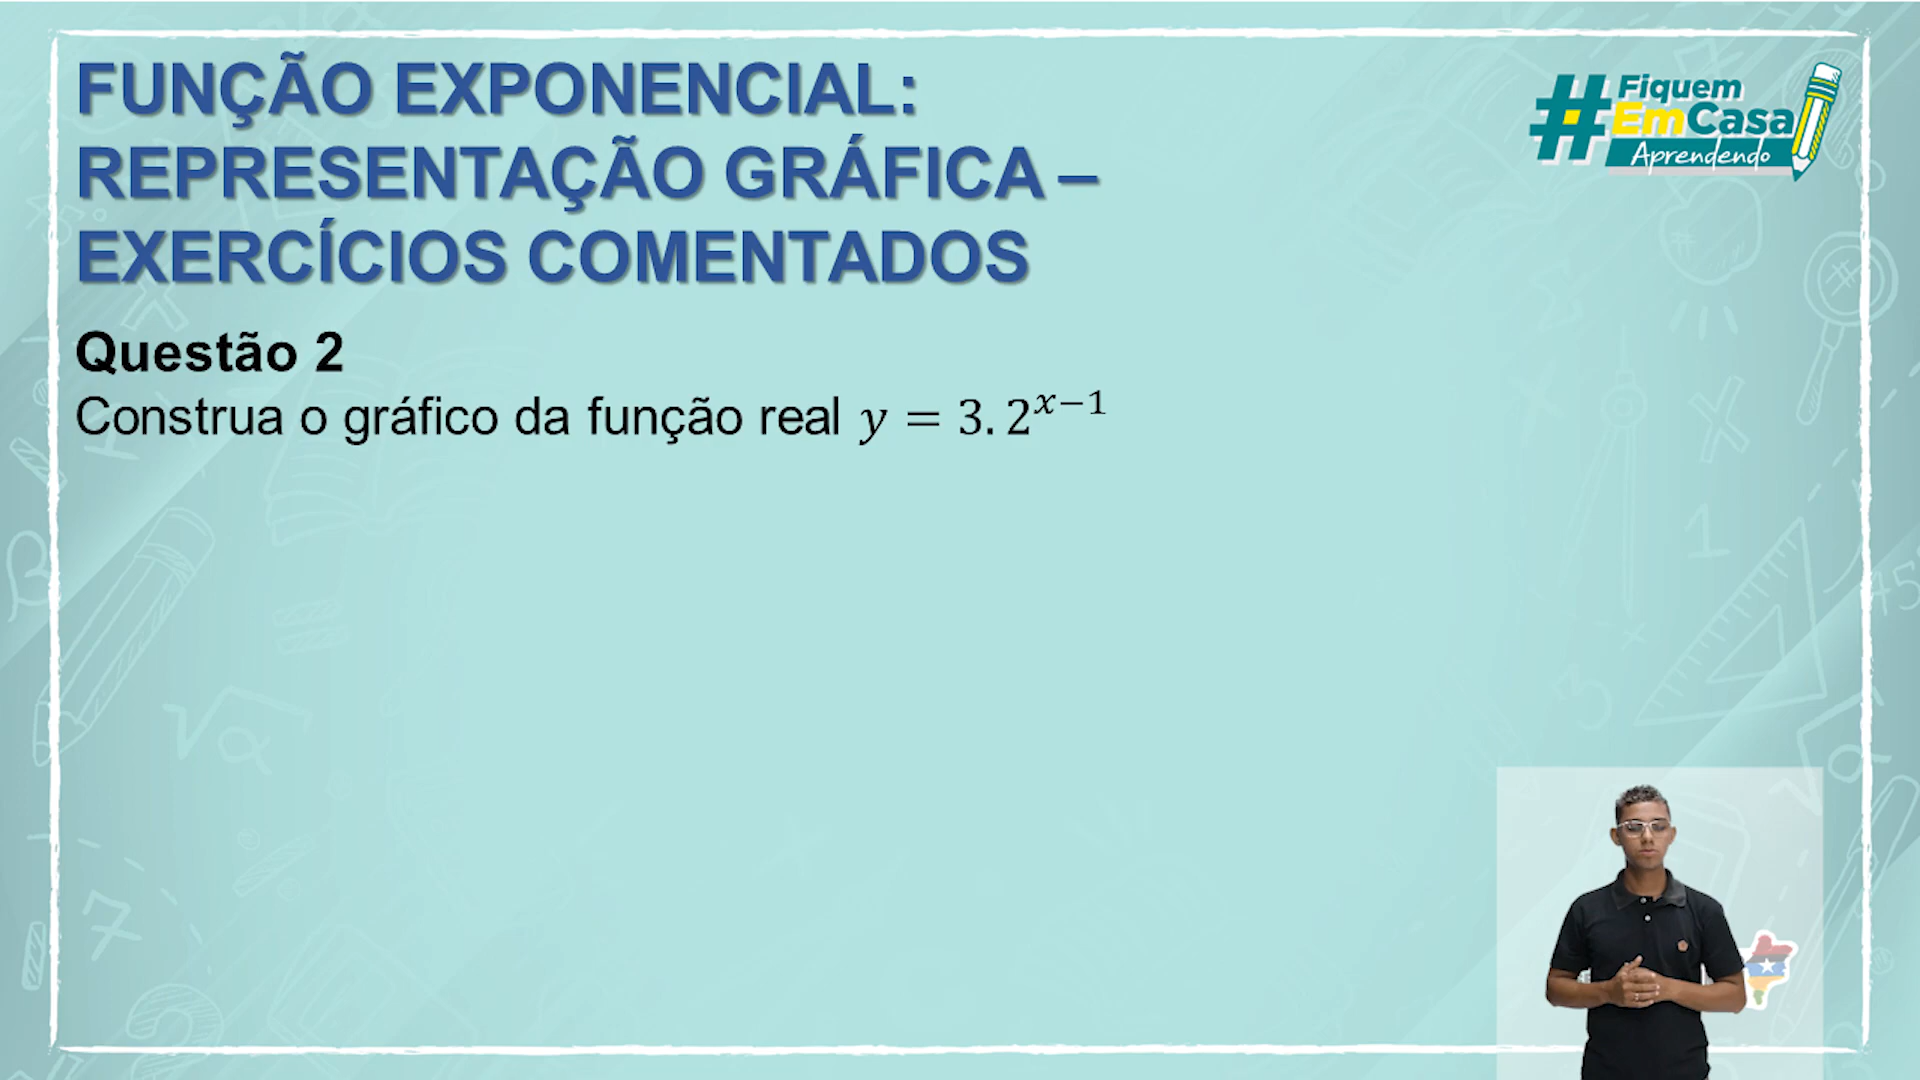 FUNÇÃO EXPONENCIAL:
REPRESENTAÇÃO GRÁFICA –
EXERCÍCIOS COMENTADOS
#Fiquem
EmCasa
Aprendendo
Questão 2
Construa o gráfico da função real y = 3. 2^{x−1}